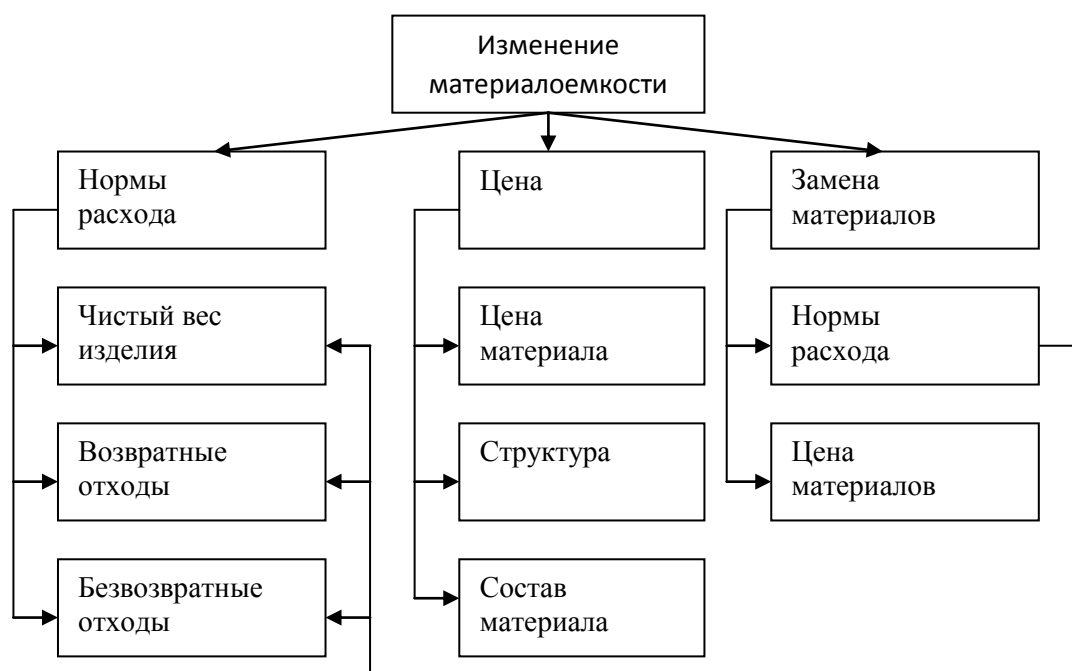 Изменение
материалоемкости
Нормы
расхода
Цена
Замена
материалов
Чистый вес
изделия
Цена
материала
Нормы
расхода
Возвратные
отходы
Структура
Цена
материалов
Безвозвратные
отходы
Состав
материала